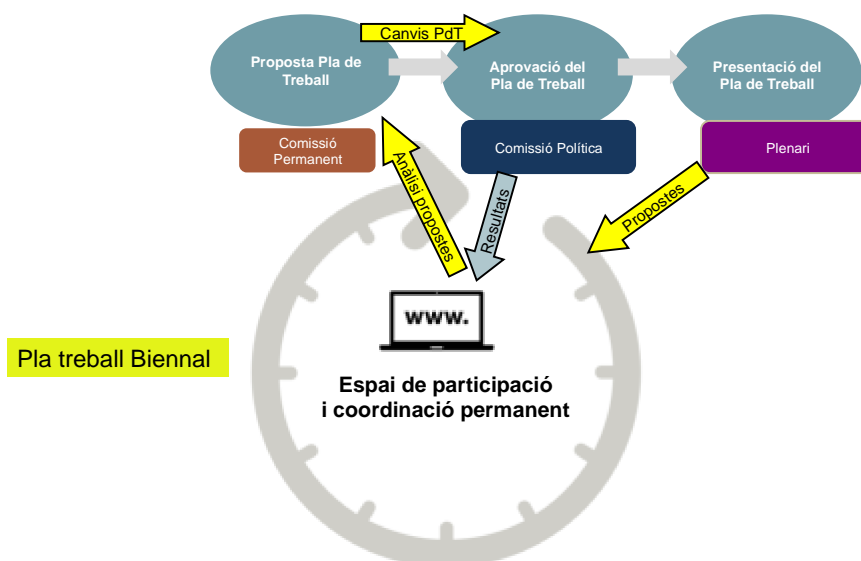 Canvis PdT
Proposta Pla de
Treball
Aprovació del
Pla de Treball
Presentació del
Pla de Treball
Comissió
Permanent
Comissió Política
Plenari
Anàlisi propostes
Resultats
Propostes
www.
Pla treball Biennal
Espai de participació
i coordinació permanent